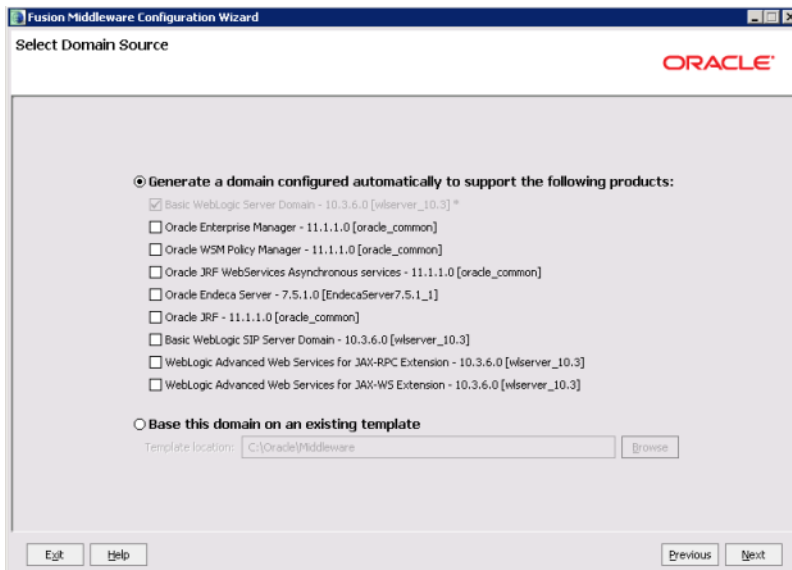 Fusion Middleware Configuration Wizard
Select Domain Source
ORACLE
Generate a domain configured automatically to support the following products:
Basic WebLogic Server Domain - 10.3.6.0 [wlserver_10.3] *
Oracle Enterprise Manager - 11.1.1.0 [oracle_common]
Oracle WSM Policy Manager - 11.1.1.0 [oracle_common]
Oracle JRF WebServices Asynchronous services - 11.1.1.0 [oracle_common]
Oracle Endeca Server - 7.5.1.0 [EndecaServer7.5.1_1]
Oracle JRF - 11.1.1.0 [oracle_common]
Basic WebLogic SIP Server Domain - 10.3.6.0 [wlserver_10.3]
WebLogic Advanced Web Services for JAX-RPC Extension - 10.3.6.0 [wlserver_10.3]
WebLogic Advanced Web Services for JAX-WS Extension - 10.3.6.0 [wlserver_10.3]
Base this domain on an existing template
Template location: C:\Oracle\Middleware Browse
Exit Help Previous Next